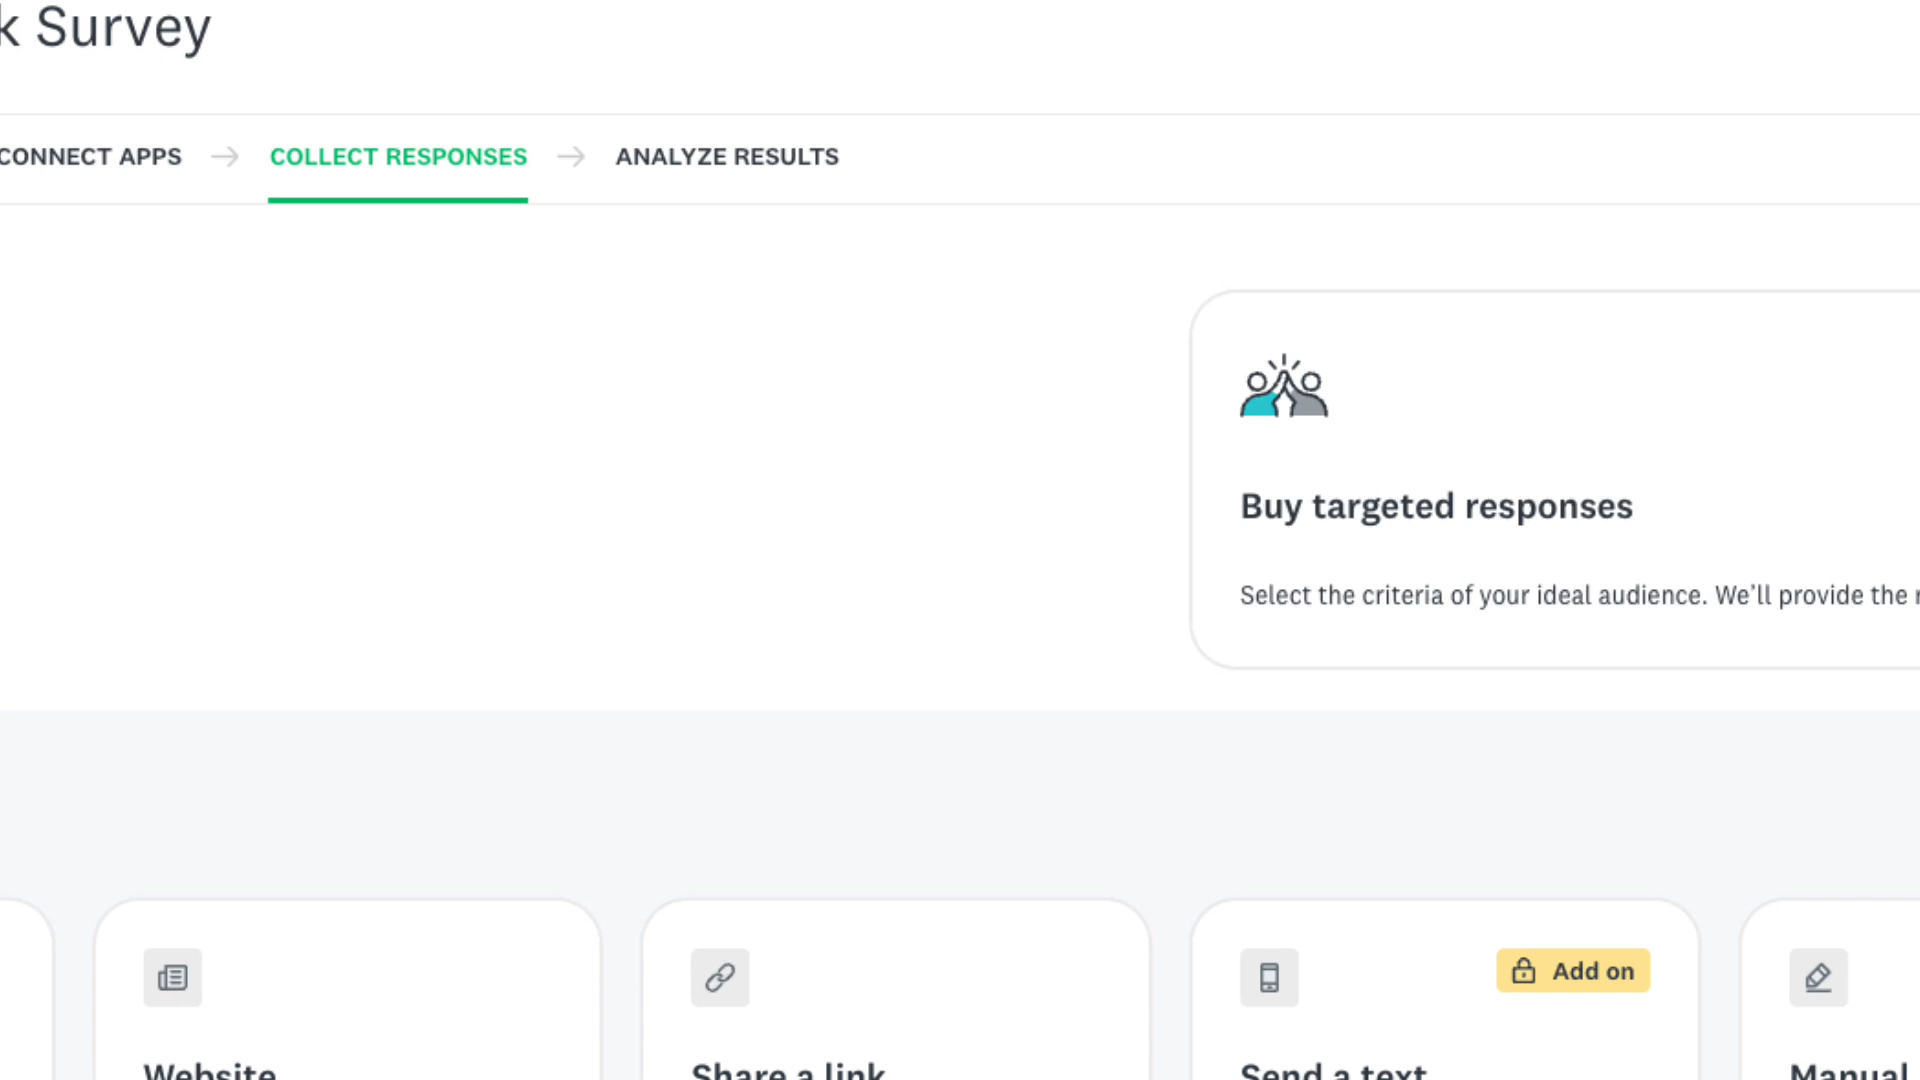 k Survey
CONNECT APPS → COLLECT RESPONSES → ANALYZE RESULTS
Buy targeted responses
Select the criteria of your ideal audience. We'll provide the
Add on
Website
Share a link
Send a text
Manual